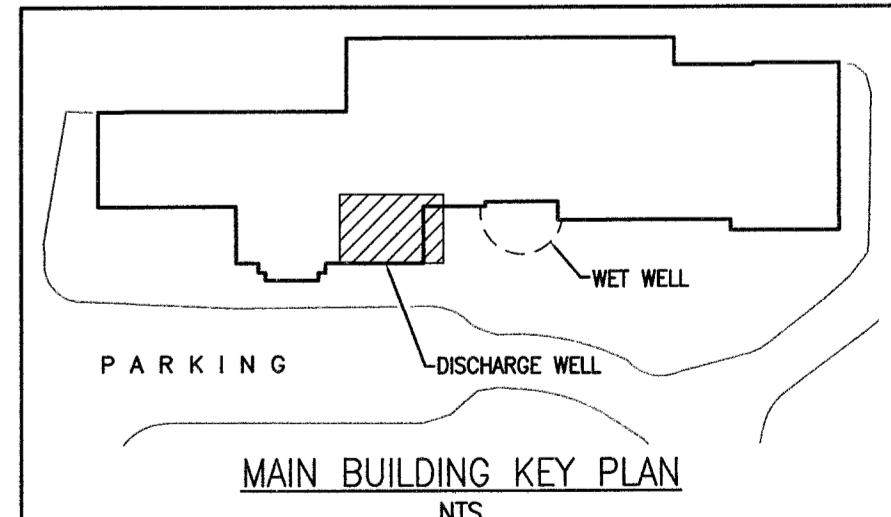 WET WELL
PARKING
DISCHARGE WELL
MAIN BUILDING KEY PLAN
NTS